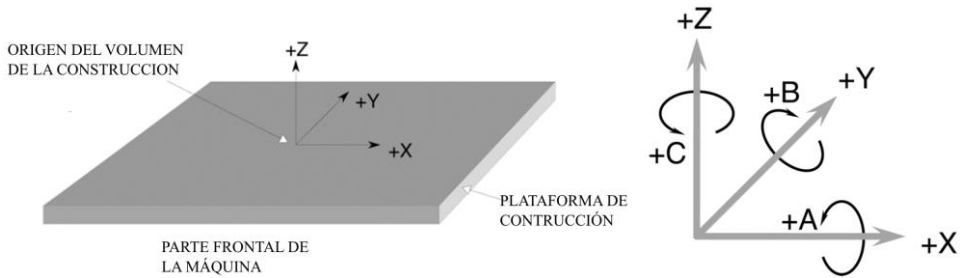 ORIGEN DEL VOLUMEN
DE LA CONSTRUCCION
+Z
+Y
+X
PLATAFORMA DE
CONTRUCCIÓN
PARTE FRONTAL DE
LA MÁQUINA
+Z
+Y
+B
+C
+A
+X